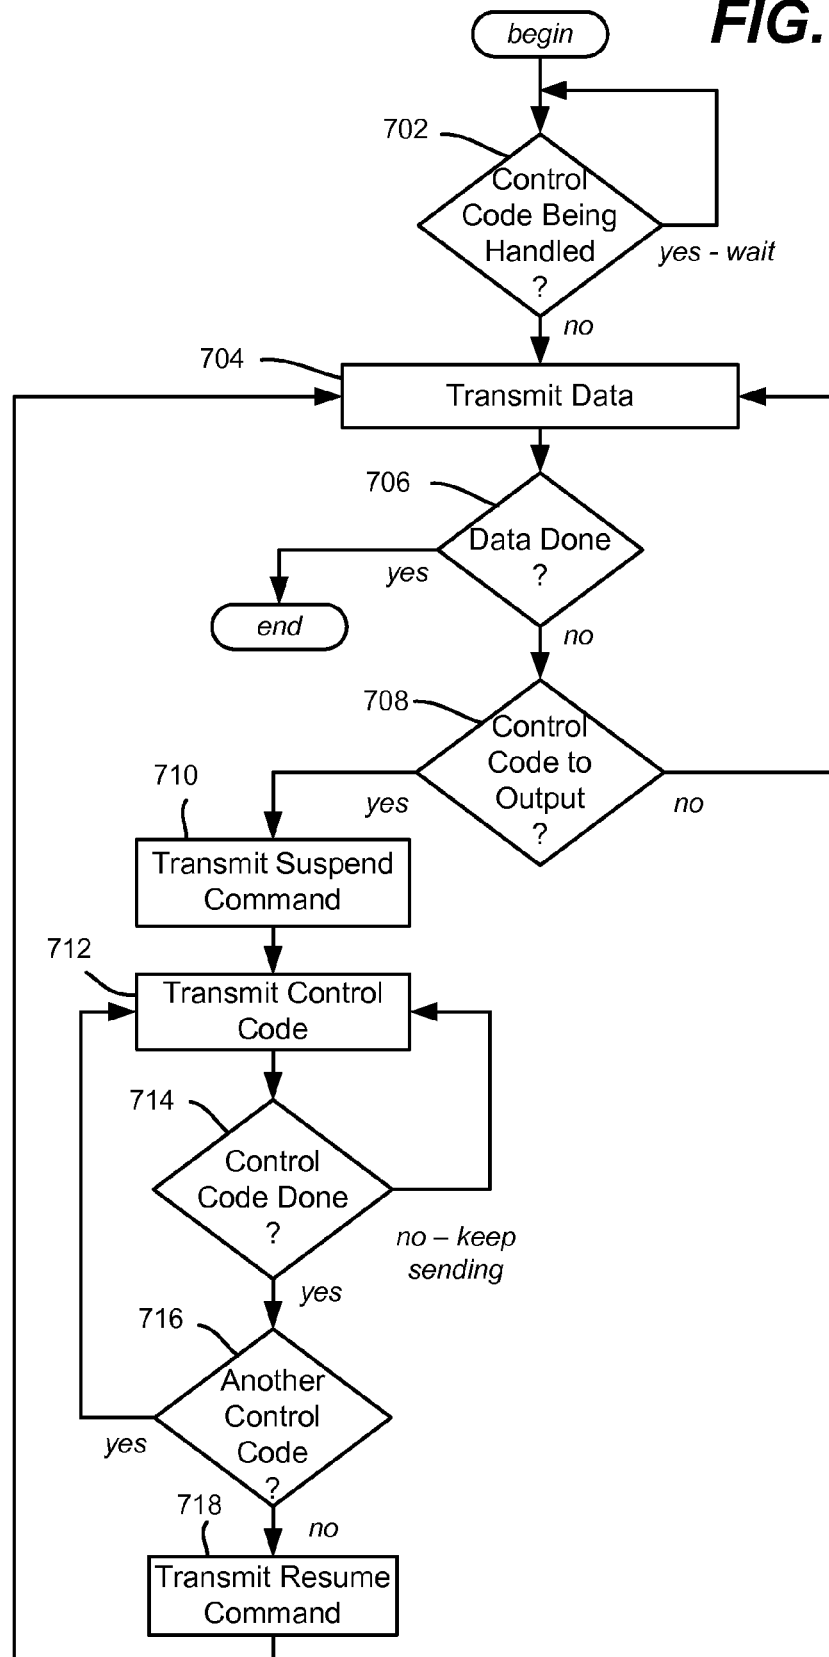 FIG.
begin
702
Control
Code Being
Handled
?
yes - wait
no
704
Transmit Data
706
Data Done
?
yes
end
no
708
Control
Code to
Output
?
yes
no
710
Transmit Suspend
Command
712
Transmit Control
Code
714
Control
Code Done
?
no – keep
sending
yes
716
Another
Control
Code
?
yes
718
no
Transmit Resume
Command